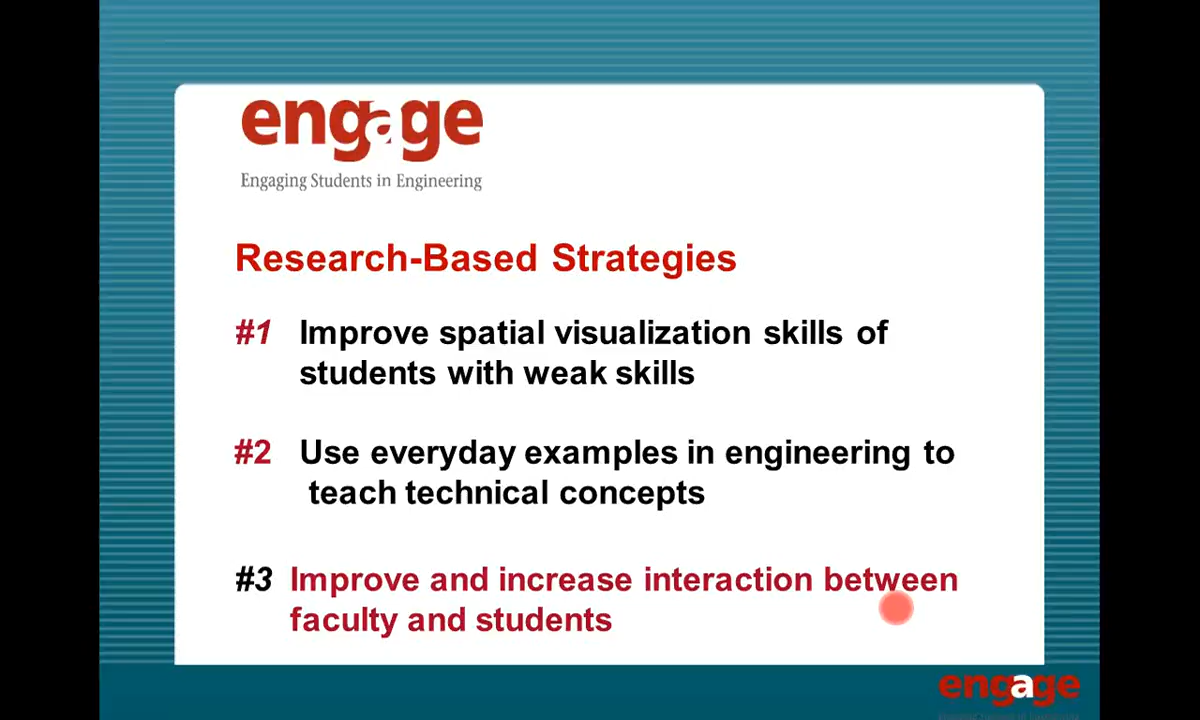 engage
Engaging Students in Engineering
Research-Based Strategies
#1 Improve spatial visualization skills of
students with weak skills
#2 Use everyday examples in engineering to
teach technical concepts
#3 Improve and increase interaction between
faculty and students
engage